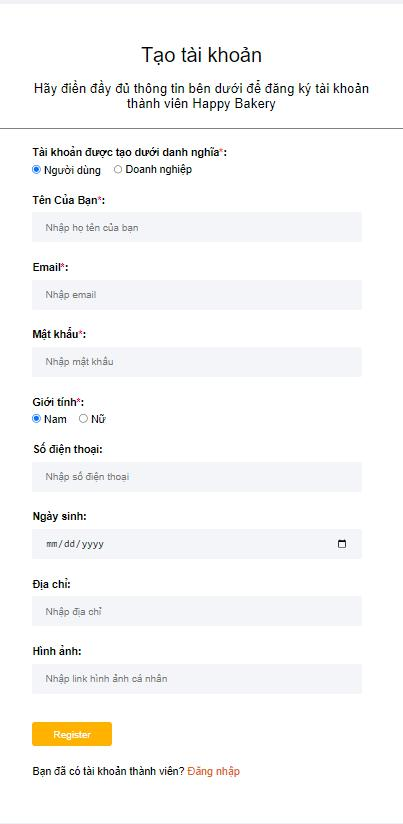 Tạo tài khoản
Hãy điền đầy đủ thông tin bên dưới để đăng ký tài khoản
thành viên Happy Bakery
Tài khoản được tạo dưới danh nghĩa*:
Người dùng Doanh nghiệp
Tên Của Bạn*:
Nhập họ tên của bạn
Email*:
Nhập email
Mật khẩu*:
Nhập mật khẩu
Giới tính*:
Nam Nữ
Số điện thoại:
Nhập số điện thoại
Ngày sinh:
mm/dd/yyyy
Địa chỉ:
Nhập địa chỉ
Hình ảnh:
Nhập link hình ảnh cá nhân
Register
Bạn đã có tài khoản thành viên? Đăng nhập